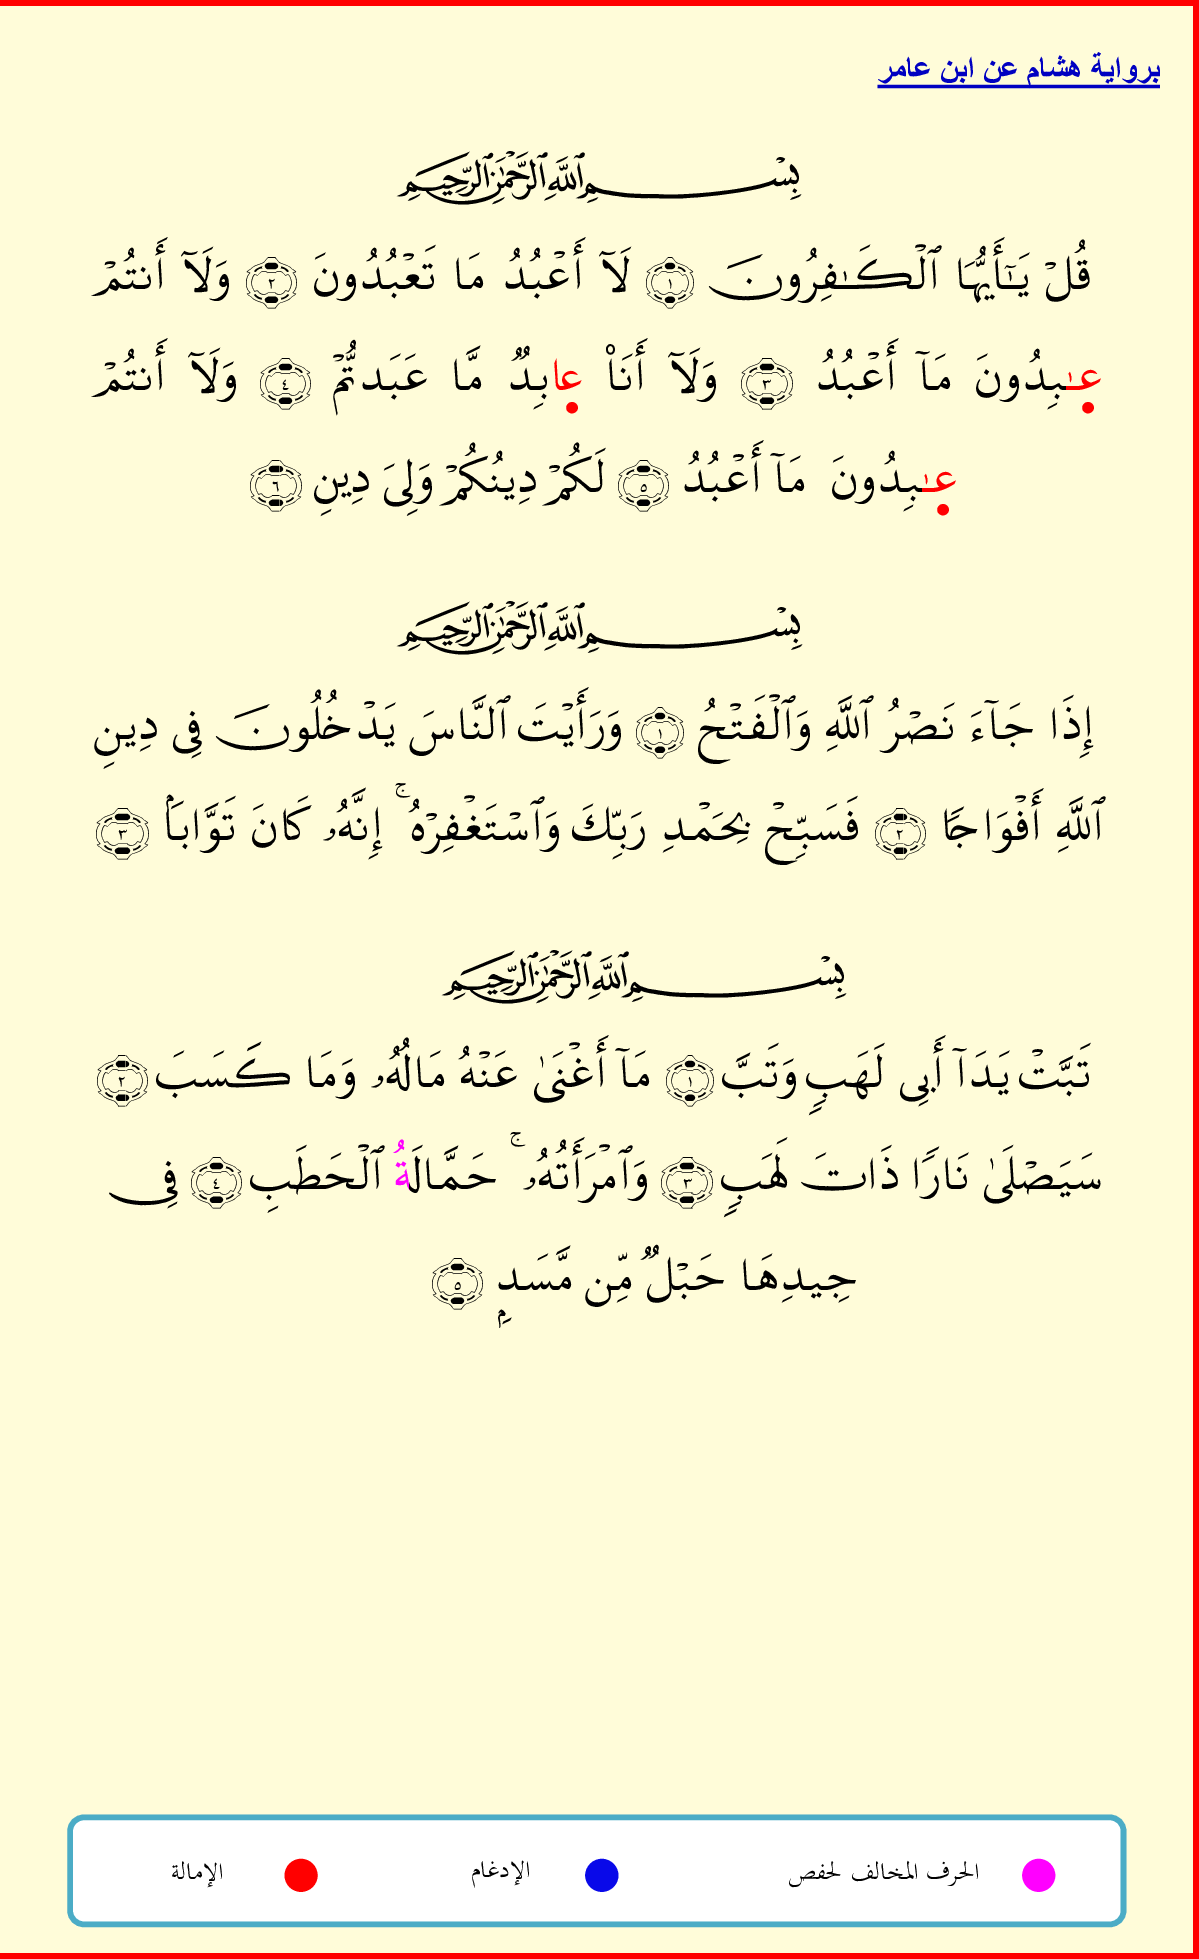 برواية هشام عن ابن عامر
بِسْمِ ٱللَّهِ ٱلرَّحْمَٰنِ ٱلرَّحِيمِ
قُلْ يَـٰٓأَيُّهَا ٱلْكَـٰفِرُونَ ١ لَآ أَعْبُدُ مَا تَعْبُدُونَ ٢ وَلَآ أَنتُمْ
عَـٰبِدُونَ مَآ أَعْبُدُ ٣ وَلَآ أَنَا۠ عَابِدٌ مَّا عَبَدتُّمْ ٤ وَلَآ أَنتُمْ
عَـٰبِدُونَ مَآ أَعْبُدُ ٥ لَكُمْ دِينُكُمْ وَلِىَ دِينِ ٦
بِسْمِ ٱللَّهِ ٱلرَّحْمَٰنِ ٱلرَّحِيمِ
إِذَا جَآءَ نَصْرُ ٱللَّهِ وَٱلْفَتْحُ ١ وَرَأَيْتَ ٱلنَّاسَ يَدْخُلُونَ فِى دِينِ
ٱللَّهِ أَفْوَاجًا ٢ فَسَبِّحْ بِحَمْدِ رَبِّكَ وَٱسْتَغْفِرْهُ ۚ إِنَّهُۥ كَانَ تَوَّابًۢا ٣
بِسْمِ ٱللَّهِ ٱلرَّحْمَٰنِ ٱلرَّحِيمِ
تَبَّتْ يَدَآ أَبِى لَهَبٍ وَتَبَّ ١ مَآ أَغْنَىٰ عَنْهُ مَالُهُۥ وَمَا كَسَبَ ٢
سَيَصْلَىٰ نَارًا ذَاتَ لَهَبٍ ٣ وَٱمْرَأَتُهُۥ ۚ حَمَّالَةُ ٱلْحَطَبِ ٤ فِى
جِيدِهَا حَبْلٌ مِّن مَّسَدٍۭ ٥
الحرف المخالف لحفص الإدغام الإمالة